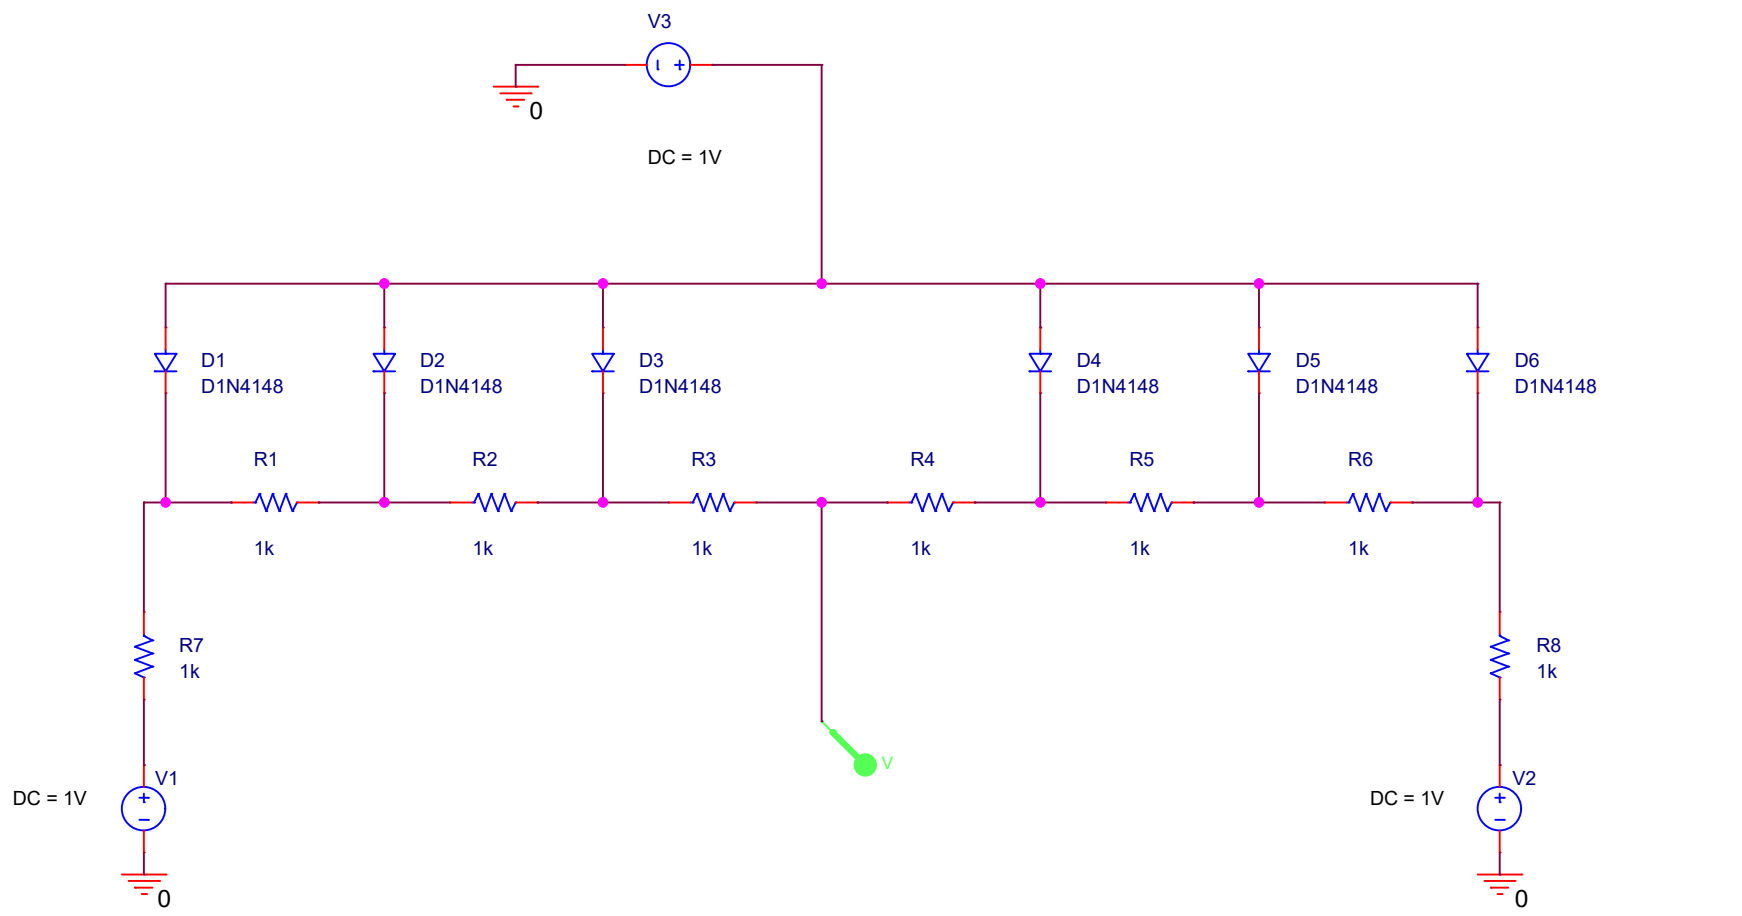 V3
0
DC = 1V
D1
D1N4148
D2
D1N4148
D3
D1N4148
D4
D1N4148
D5
D1N4148
D6
D1N4148
R1
R2
R3
R4
R5
R6
1k
1k
1k
1k
1k
1k
R7
1k
R8
1k
V
V1
DC = 1V
V2
DC = 1V
0
0